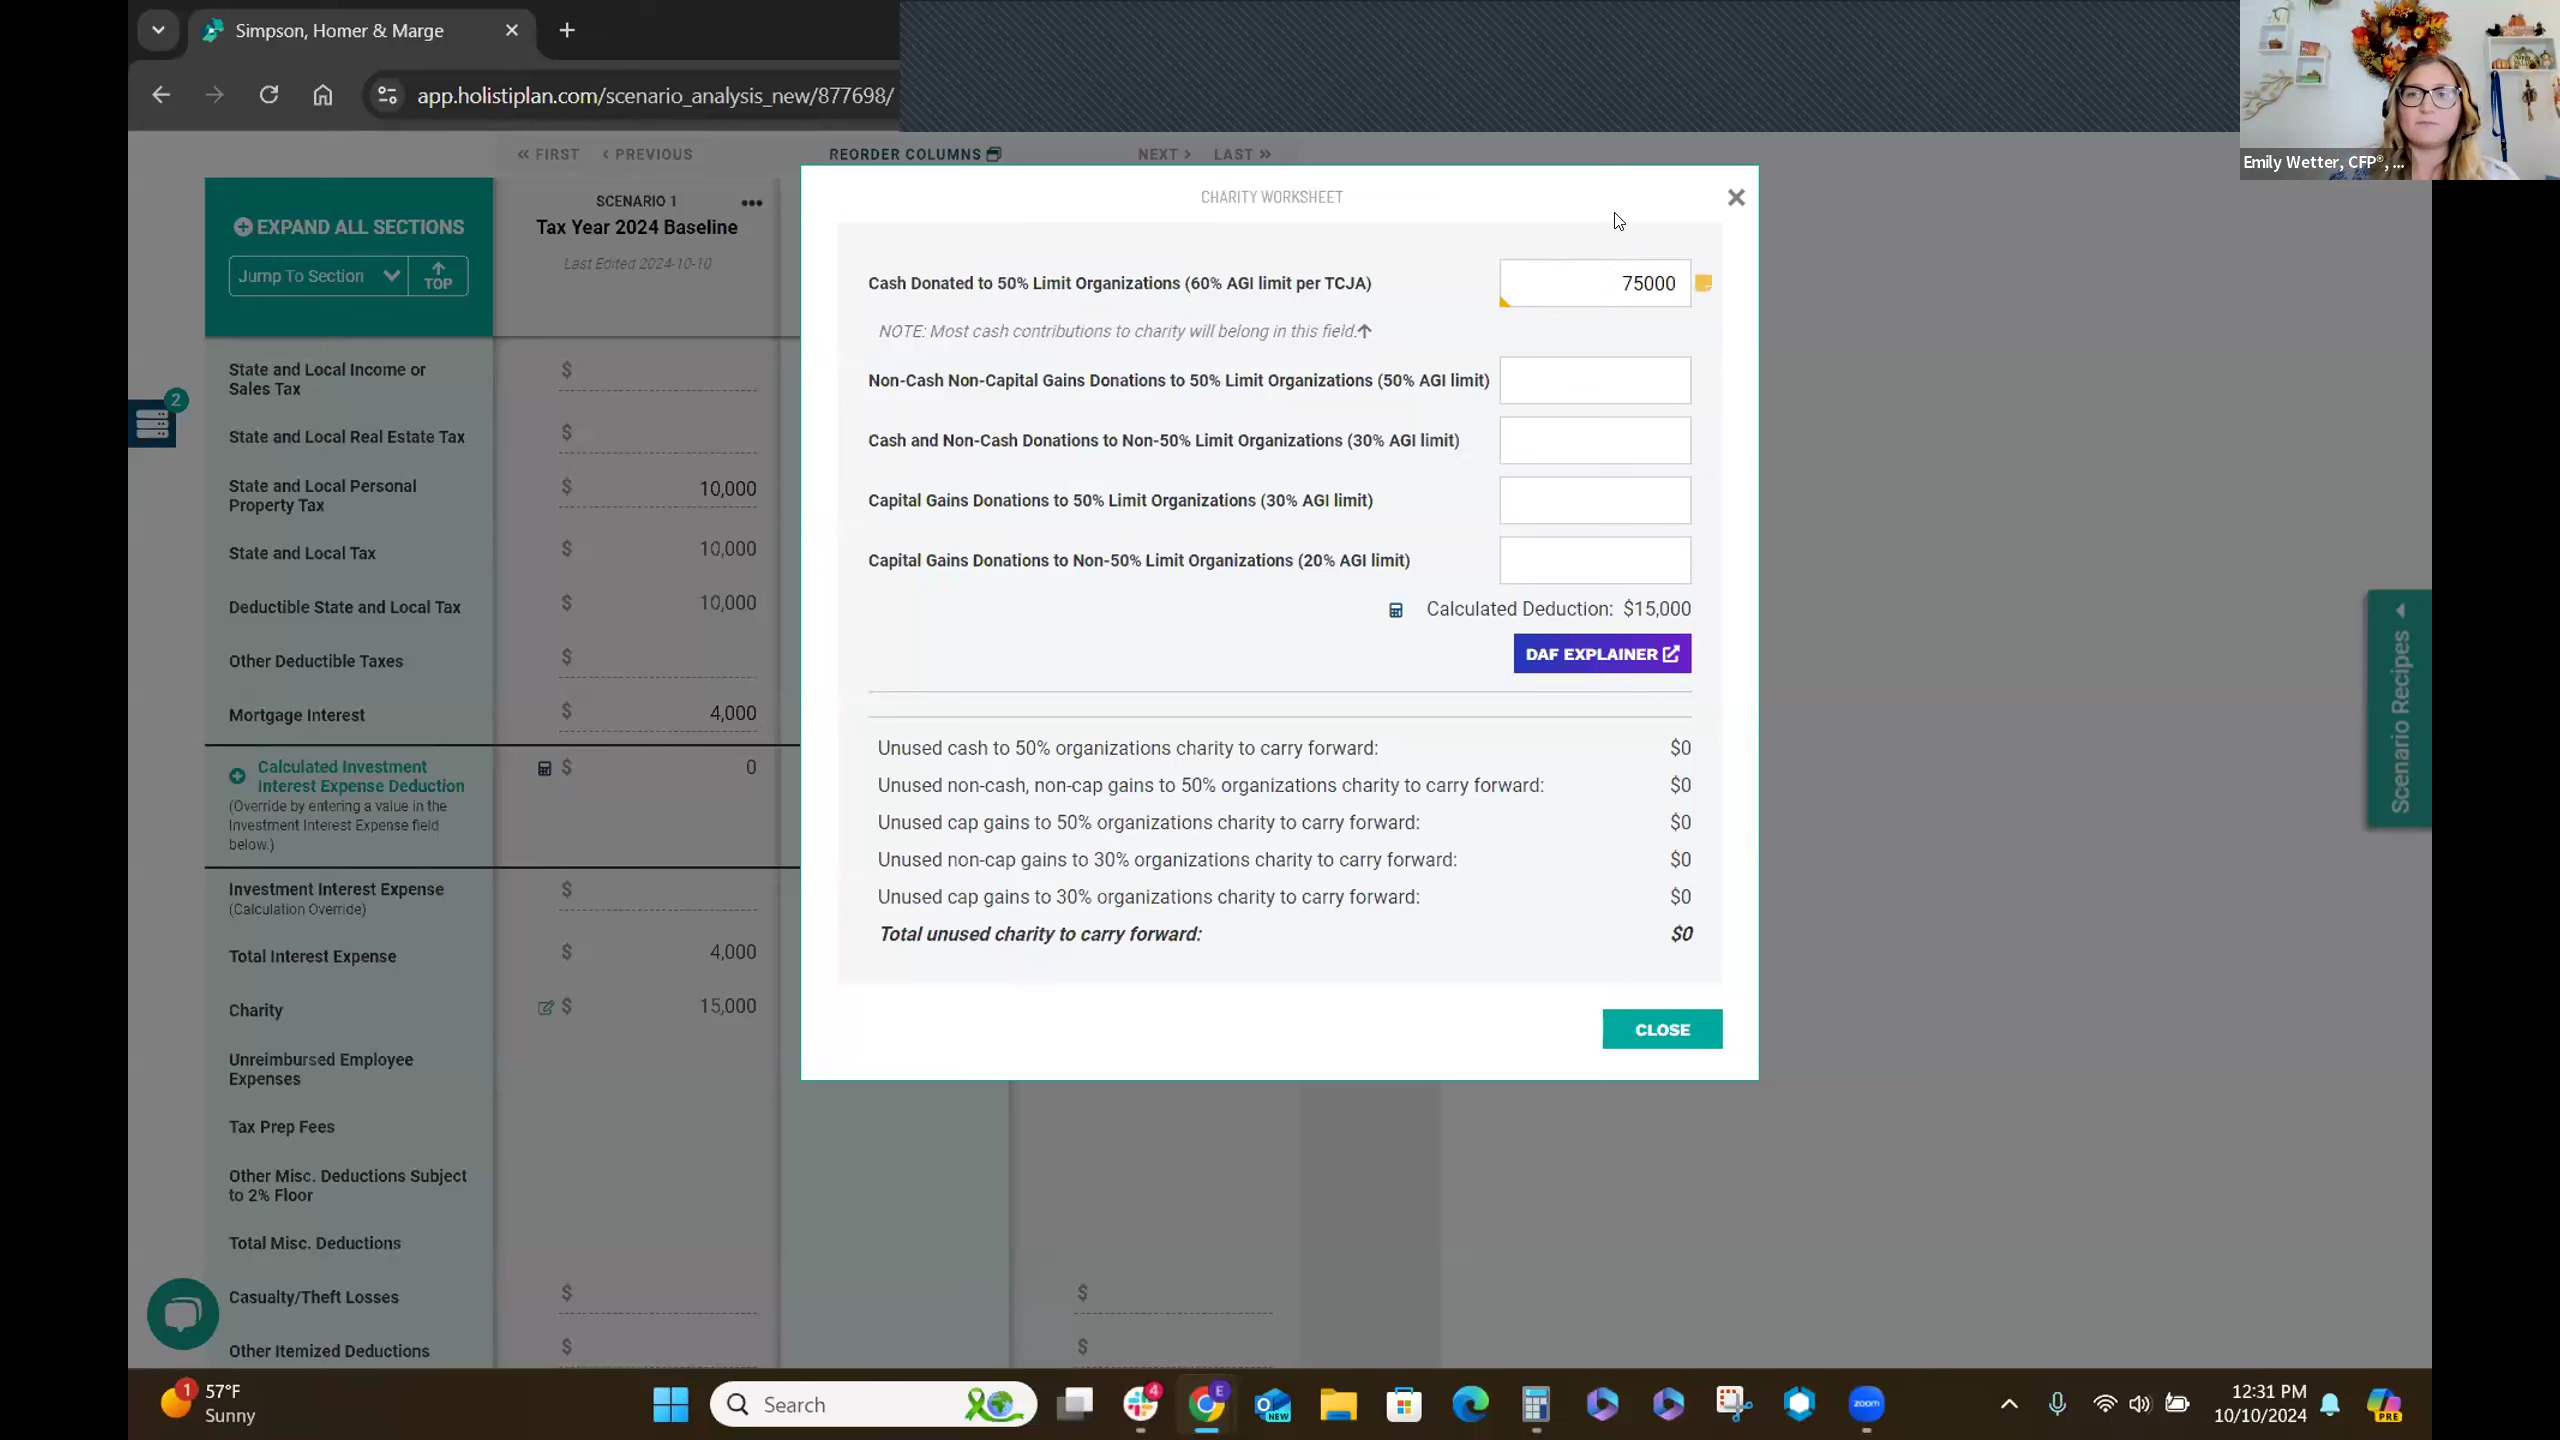 Simpson, Homer & Marge
app.holistiplan.com/scenario_analysis_new/877698/
Emily Wetter, CFP®, ...
« FIRST
‹ PREVIOUS
REORDER COLUMNS
NEXT ›
LAST »
EXPAND ALL SECTIONS
Jump To Section
TOP
SCENARIO 1
Tax Year 2024 Baseline
Last Edited 2024-10-10
2
State and Local Income or
Sales Tax
$
State and Local Real Estate Tax
$
State and Local Personal
Property Tax
$ 10,000
State and Local Tax
$ 10,000
Deductible State and Local Tax
$ 10,000
Other Deductible Taxes
$
Mortgage Interest
$ 4,000
Calculated Investment
Interest Expense Deduction
(Override by entering a value in the
Investment Interest Expense field
below.)
$ 0
Investment Interest Expense
(Calculation Override)
$
Total Interest Expense
$ 4,000
Charity
$ 15,000
Unreimbursed Employee
Expenses
Tax Prep Fees
Other Misc. Deductions Subject
to 2% Floor
Total Misc. Deductions
Casualty/Theft Losses
$
$
Other Itemized Deductions
$
$
CHARITY WORKSHEET
Cash Donated to 50% Limit Organizations (60% AGI limit per TCJA)
75000
NOTE: Most cash contributions to charity will belong in this field.
Non-Cash Non-Capital Gains Donations to 50% Limit Organizations (50% AGI limit)
Cash and Non-Cash Donations to Non-50% Limit Organizations (30% AGI limit)
Capital Gains Donations to 50% Limit Organizations (30% AGI limit)
Capital Gains Donations to Non-50% Limit Organizations (20% AGI limit)
Calculated Deduction: $15,000
DAF EXPLAINER
Unused cash to 50% organizations charity to carry forward: $0
Unused non-cash, non-cap gains to 50% organizations charity to carry forward: $0
Unused cap gains to 50% organizations charity to carry forward: $0
Unused non-cap gains to 30% organizations charity to carry forward: $0
Unused cap gains to 30% organizations charity to carry forward: $0
Total unused charity to carry forward: $0
CLOSE
Scenario Recipes
1
57°F
Sunny
Search
4
E
NEW
zoom
12:31 PM
10/10/2024
PRE